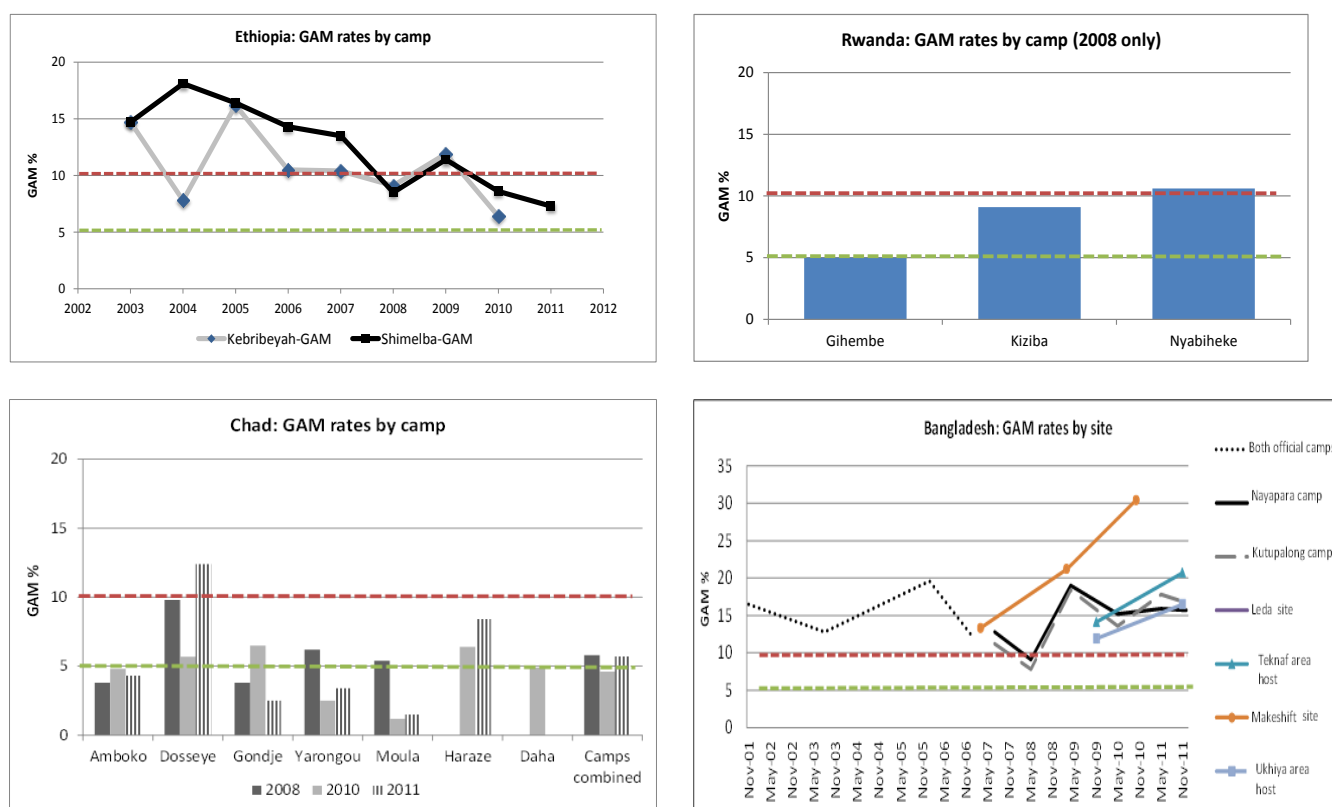 Ethiopia: GAM rates by camp
20
15
10
5
0
GAM %
2002 2003 2004 2005 2006 2007 2008 2009 2010 2011 2012
Kebribeyah-GAM Shimelba-GAM
Rwanda: GAM rates by camp (2008 only)
20
15
10
5
0
GAM %
Gihembe Kiziba Nyabiheke
Chad: GAM rates by camp
20
15
10
5
0
GAM %
Amboko Dosseye Gondje Yarongou Moula Haraze Daha Camps
combined
2008 2010 2011
Bangladesh: GAM rates by site
35
30
25
20
15
10
5
0
GAM %
Nov-01 May-02 Nov-02 May-03 Nov-03 May-04 Nov-04 May-05 Nov-05 May-06 Nov-06 May-07 Nov-07 May-08 Nov-08 May-09 Nov-09 May-10 Nov-10 May-11 Nov-11
Both official camps
Nayapara camp
Kutupalong camp
Leda site
Teknaf area
host
Makeshift site
Ukhiya area
host